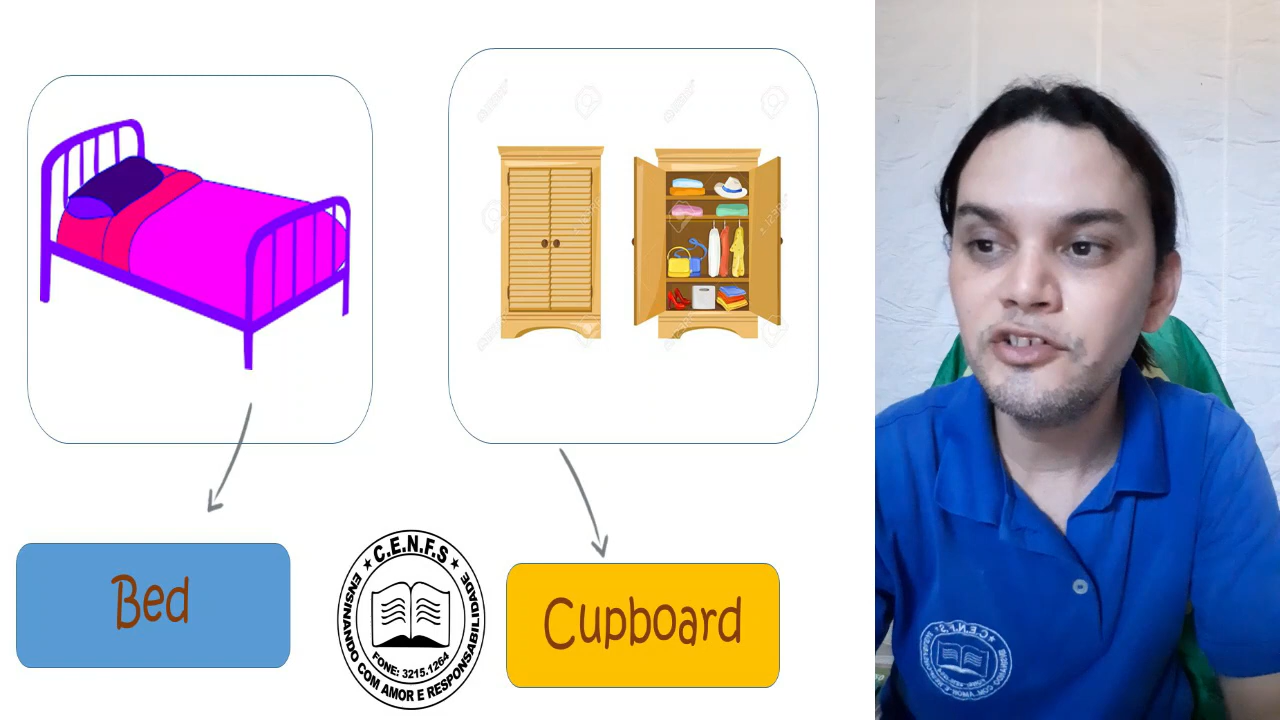 Bed
Cupboard
★ C.E.N.F.S ★
ENSINANDO COM AMOR E RESPONSABILIDADE
FONE: 3215.1264
C.E.N.F.S